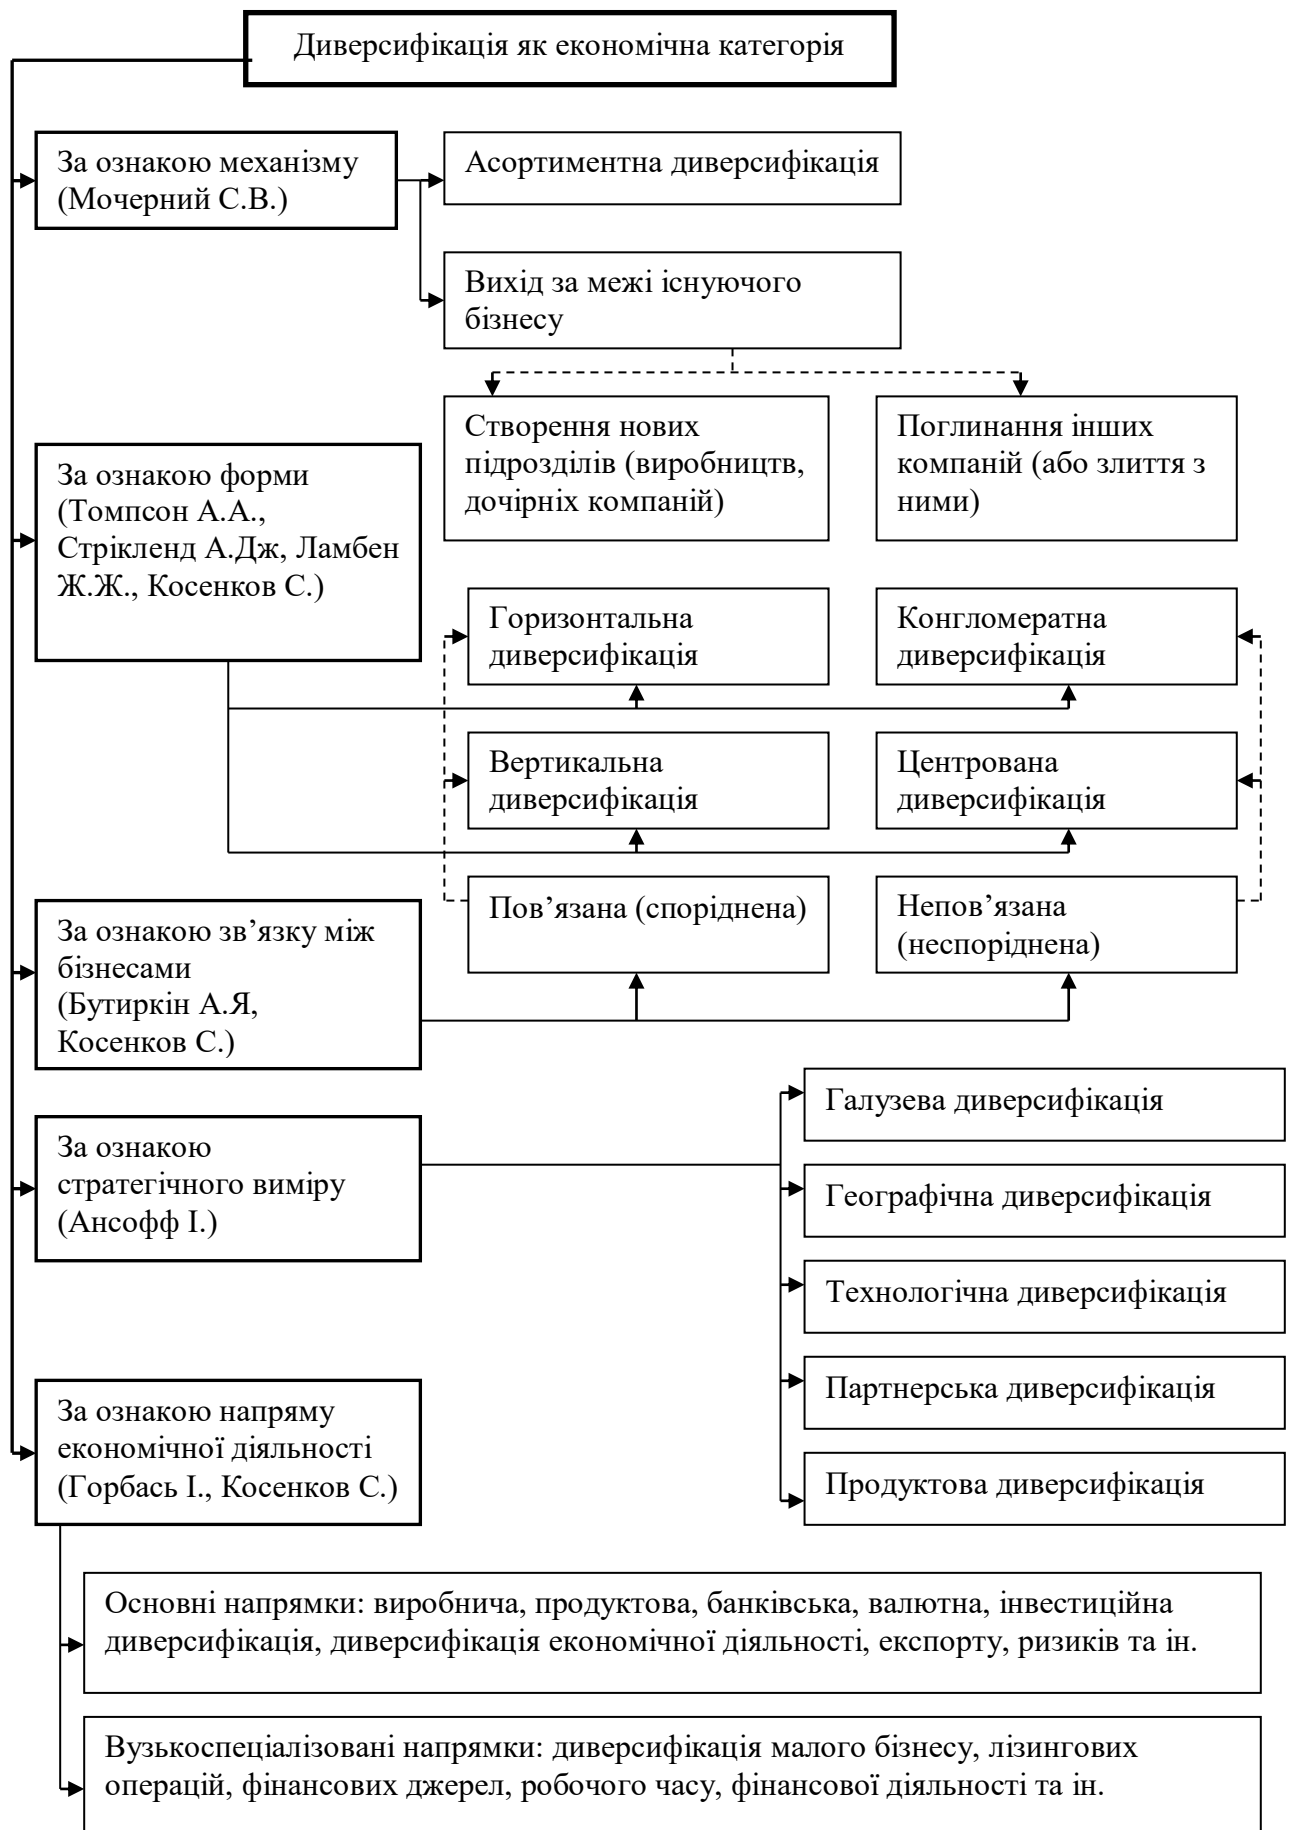 Диверсифікація як економічна категорія
За ознакою механізму
(Мочерний С.В.)
Асортиментна диверсифікація
Вихід за межі існуючого
бізнесу
Створення нових
підрозділів (виробництв,
дочірніх компаній)
Поглинання інших
компаній (або злиття з
ними)
За ознакою форми
(Томпсон А.А.,
Стрікленд А.Дж, Ламбен
Ж.Ж., Косенков С.)
Горизонтальна
диверсифікація
Конгломератна
диверсифікація
Вертикальна
диверсифікація
Центрована
диверсифікація
За ознакою зв’язку між
бізнесами
(Бутиркін А.Я,
Косенков С.)
Пов’язана (споріднена)
Непов’язана
(неспоріднена)
За ознакою
стратегічного виміру
(Ансофф І.)
Галузева диверсифікація
Географічна диверсифікація
Технологічна диверсифікація
Партнерська диверсифікація
Продуктова диверсифікація
За ознакою напряму
економічної діяльності
(Горбась І., Косенков С.)
Основні напрямки: виробнича, продуктова, банківська, валютна, інвестиційна
диверсифікація, диверсифікація економічної діяльності, експорту, ризиків та ін.
Вузькоспеціалізовані напрямки: диверсифікація малого бізнесу, лізингових
операцій, фінансових джерел, робочого часу, фінансової діяльності та ін.